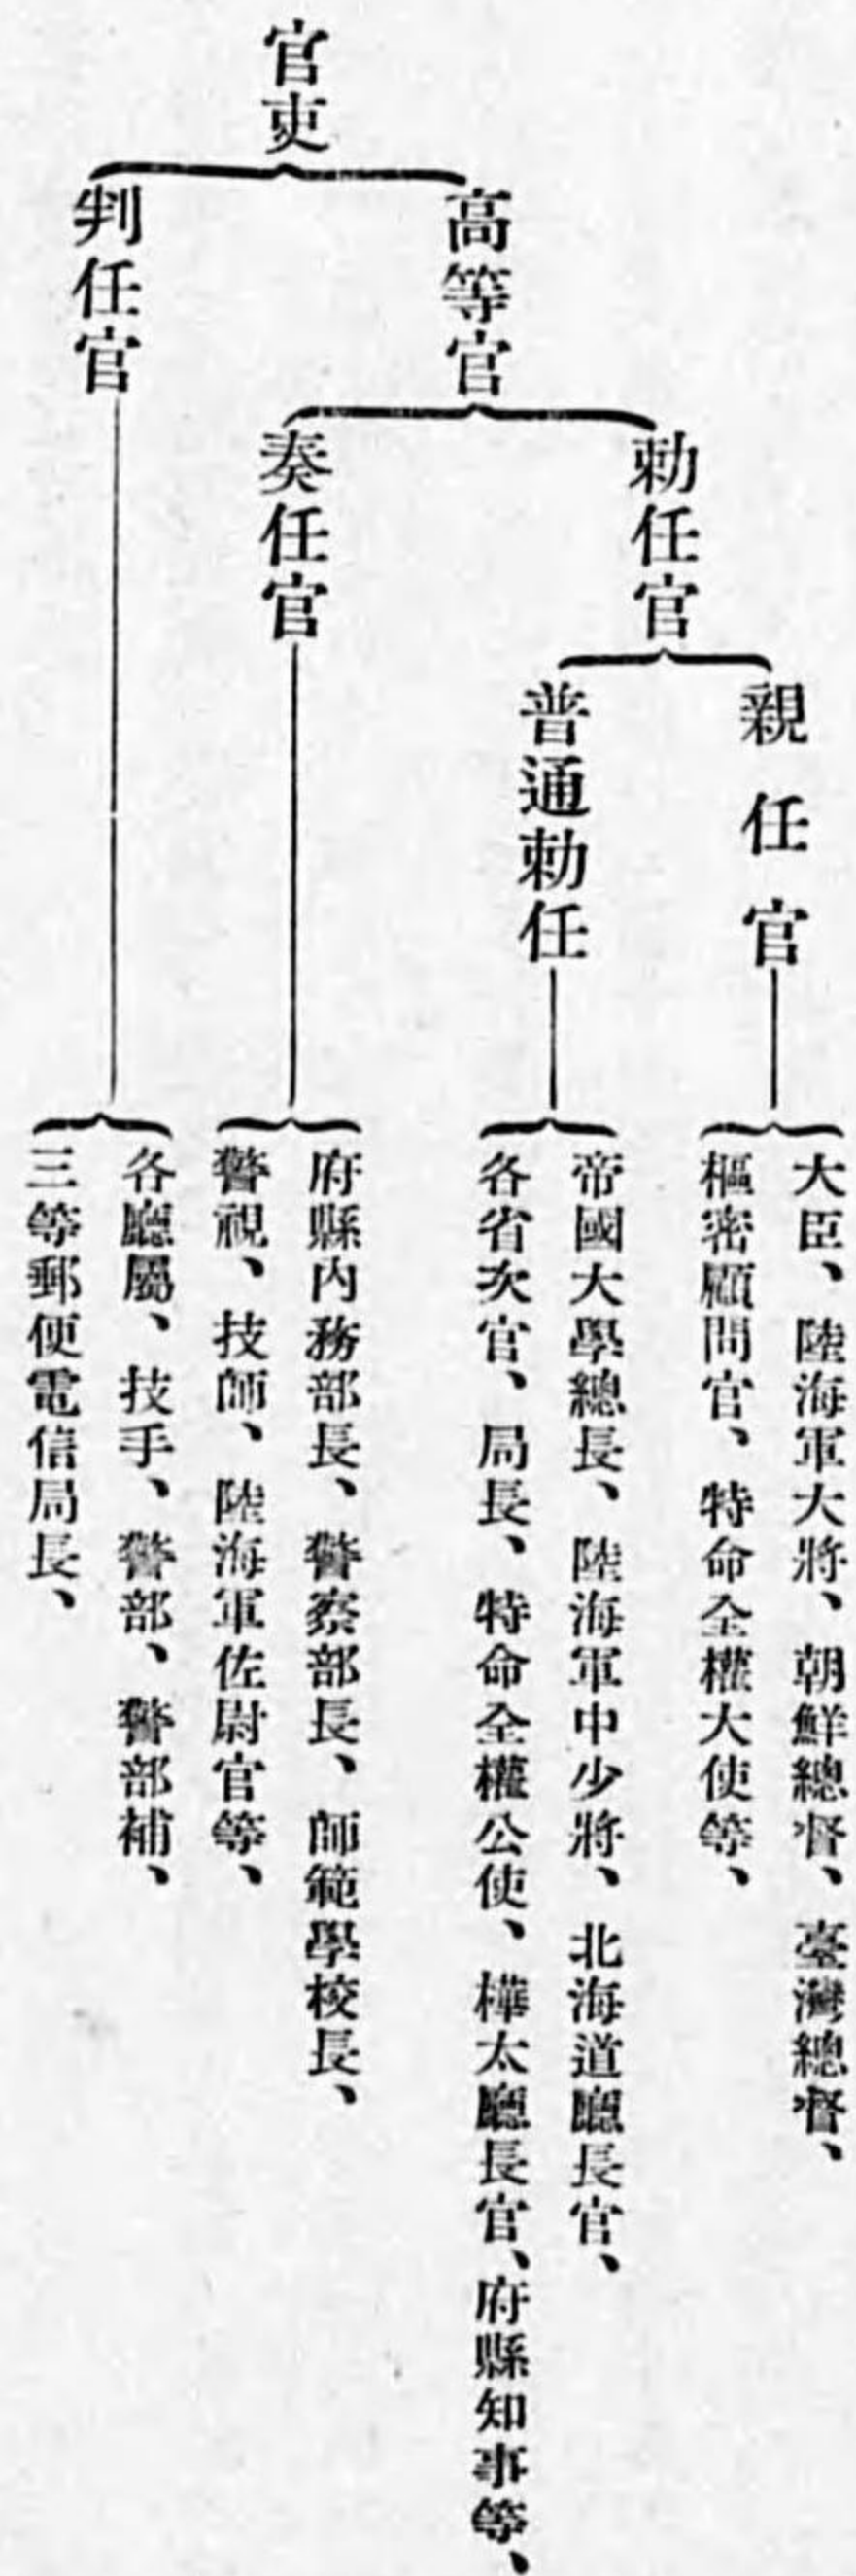 官吏
高等官
勅任官
親任官
大臣、陸海軍大將、朝鮮總督、臺灣總督、
樞密顧問官、特命全權大使等、
普通勅任
帝國大學總長、陸海軍中少將、北海道廳長官、
各省次官、局長、特命全權公使、樺太廳長官、府縣知事等、
奏任官
府縣內務部長、警察部長、師範學校長、
警視、技師、陸海軍佐尉官等、
判任官
各廳屬、技手、警部、警部補、
三等郵便電信局長、